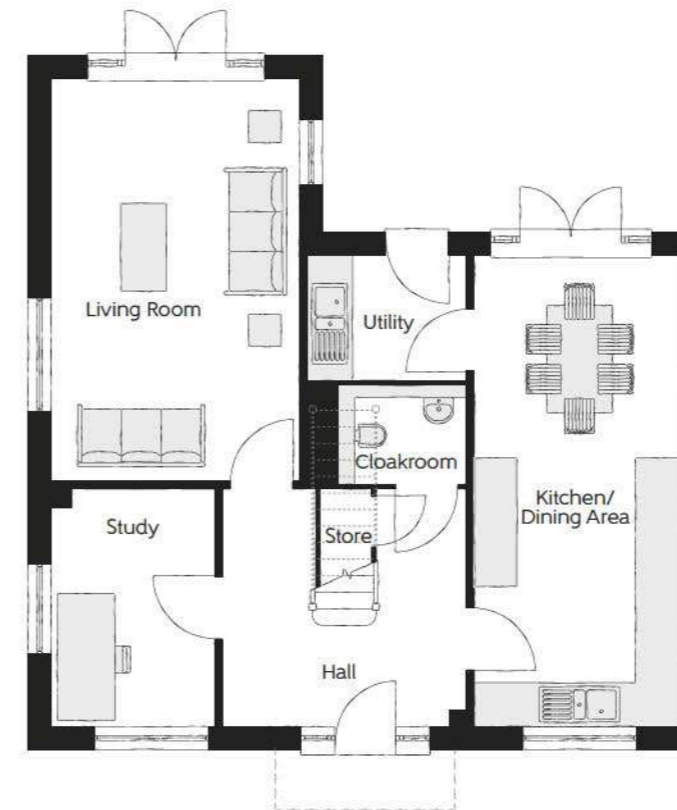 Living Room
Utility
Cloakroom
Kitchen/
Dining Area
Study
Store
Hall